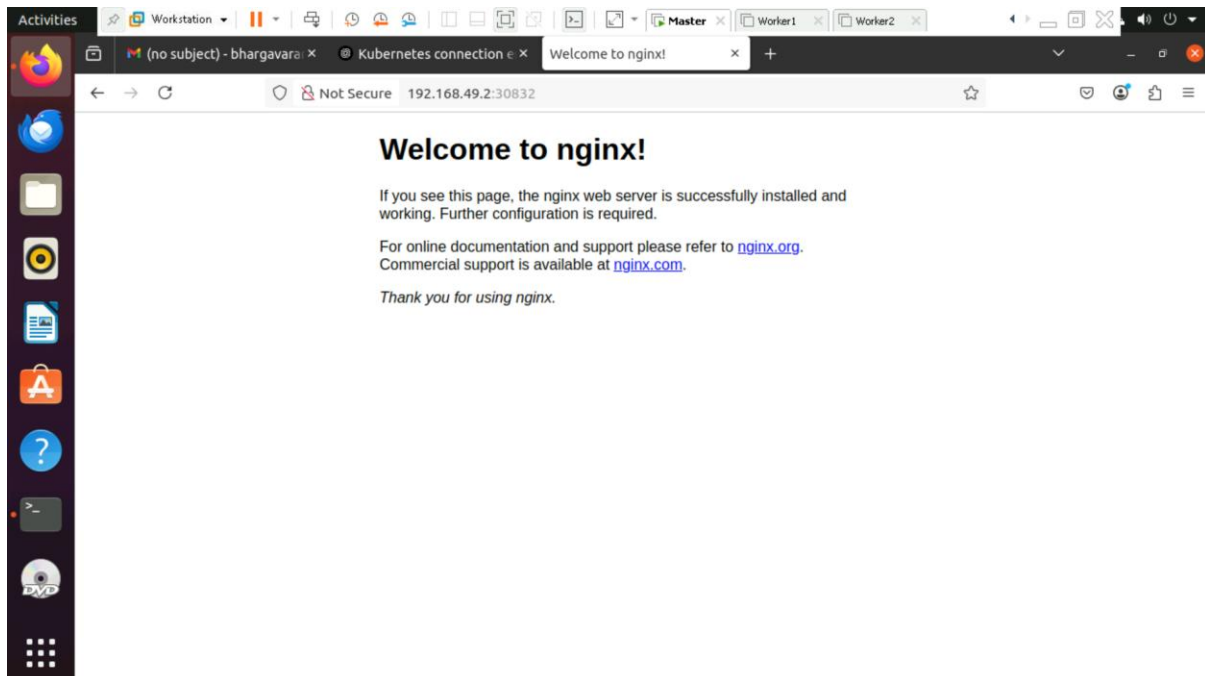 Activities
Workstation
Master
Worker1
Worker2
(no subject) - bhargavara
Kubernetes connection e
Welcome to nginx!
Not Secure 192.168.49.2:30832
Welcome to nginx!
If you see this page, the nginx web server is successfully installed and
working. Further configuration is required.
For online documentation and support please refer to nginx.org.
Commercial support is available at nginx.com.
Thank you for using nginx.
DVD